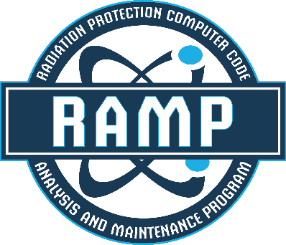 RADIATION PROTECTION COMPUTER CODE
RAMP
ANALYSIS AND MAINTENANCE PROGRAM